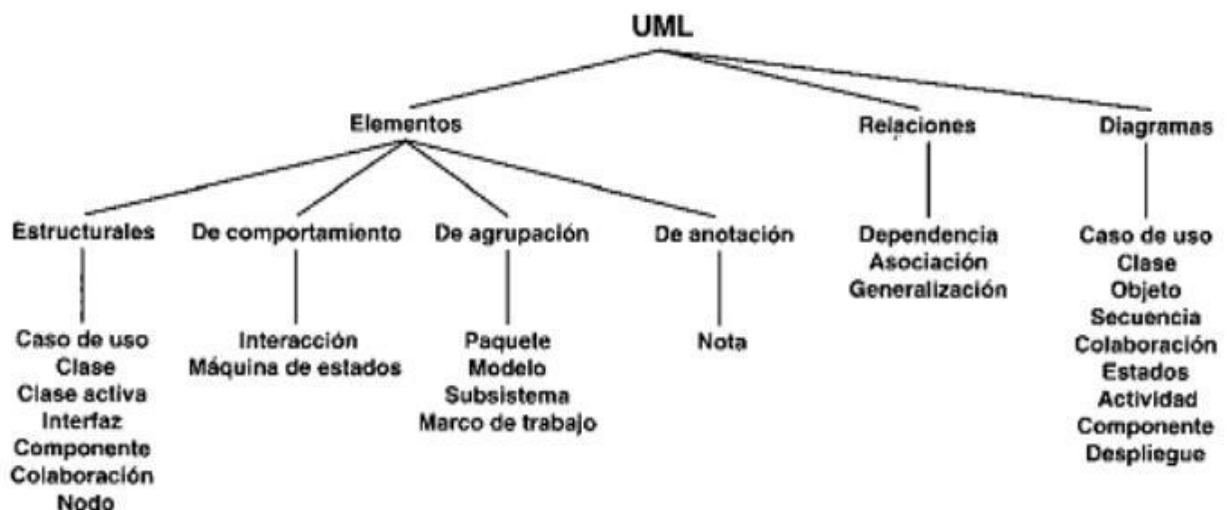 UML
Elementos
Relaciones
Diagramas
Estructurales
De comportamiento
De agrupación
De anotación
Dependencia
Asociación
Generalización
Caso de uso
Clase
Objeto
Secuencia
Colaboración
Estados
Actividad
Componente
Despliegue
Caso de uso
Clase
Clase activa
Interfaz
Componente
Colaboración
Nodo
Interacción
Máquina de estados
Paquete
Modelo
Subsistema
Marco de trabajo
Nota